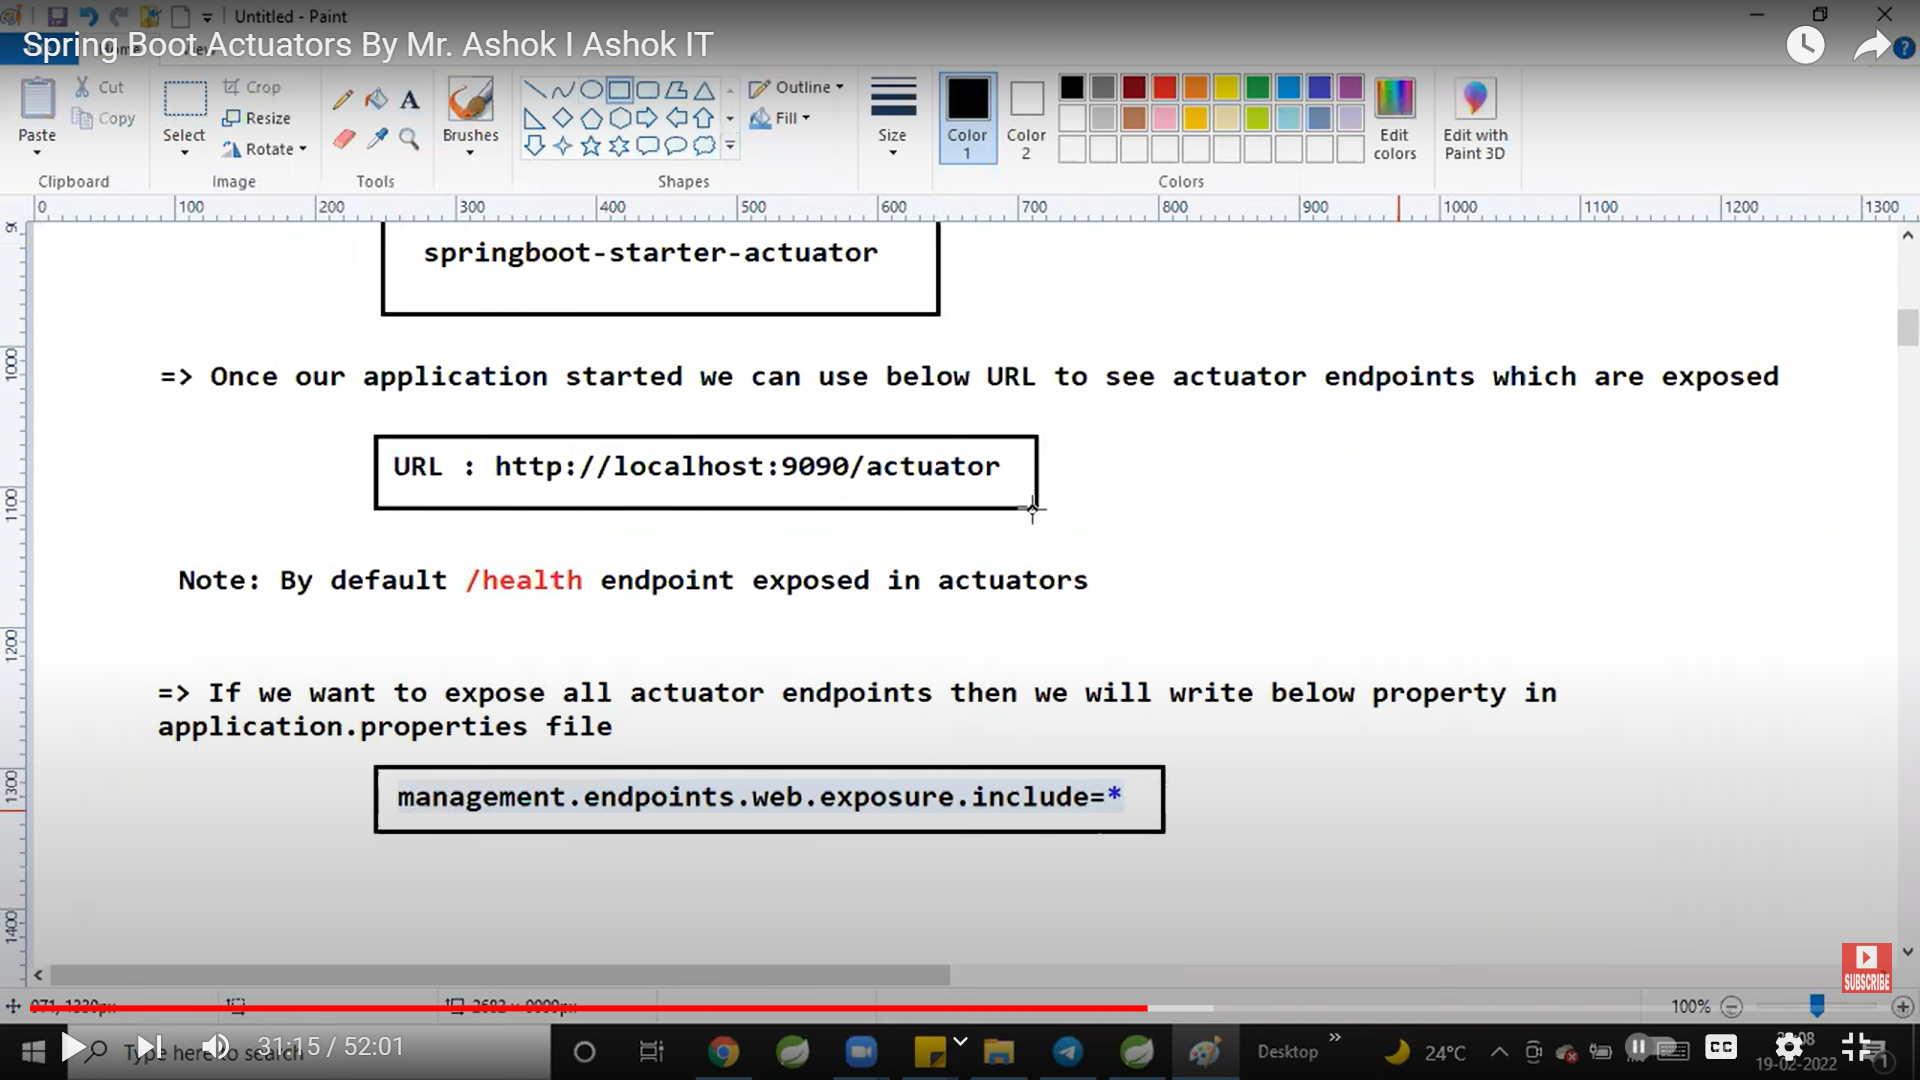 Untitled - Paint
Spring Boot Actuators By Mr. Ashok I Ashok IT
Paste
Cut
Copy
Clipboard
Select
Crop
Resize
Rotate
Image
A
Tools
Brushes
Outline
Fill
Shapes
Size
Color
1
Color
2
Edit
colors
Edit with
Paint 3D
Colors
0 100 200 300 400 500 600 700 800 900 1000 1100 1200 1300
springboot-starter-actuator
1000
=> Once our application started we can use below URL to see actuator endpoints which are exposed
URL : http://localhost:9090/actuator
1100
Note: By default /health endpoint exposed in actuators
1200
=> If we want to expose all actuator endpoints then we will write below property in
application.properties file
1300
management.endpoints.web.exposure.include=*
1400
SUBSCRIBE
100%
Type here to search
31:15 / 52:01
Desktop
24°C
CC
19-02-2022
1